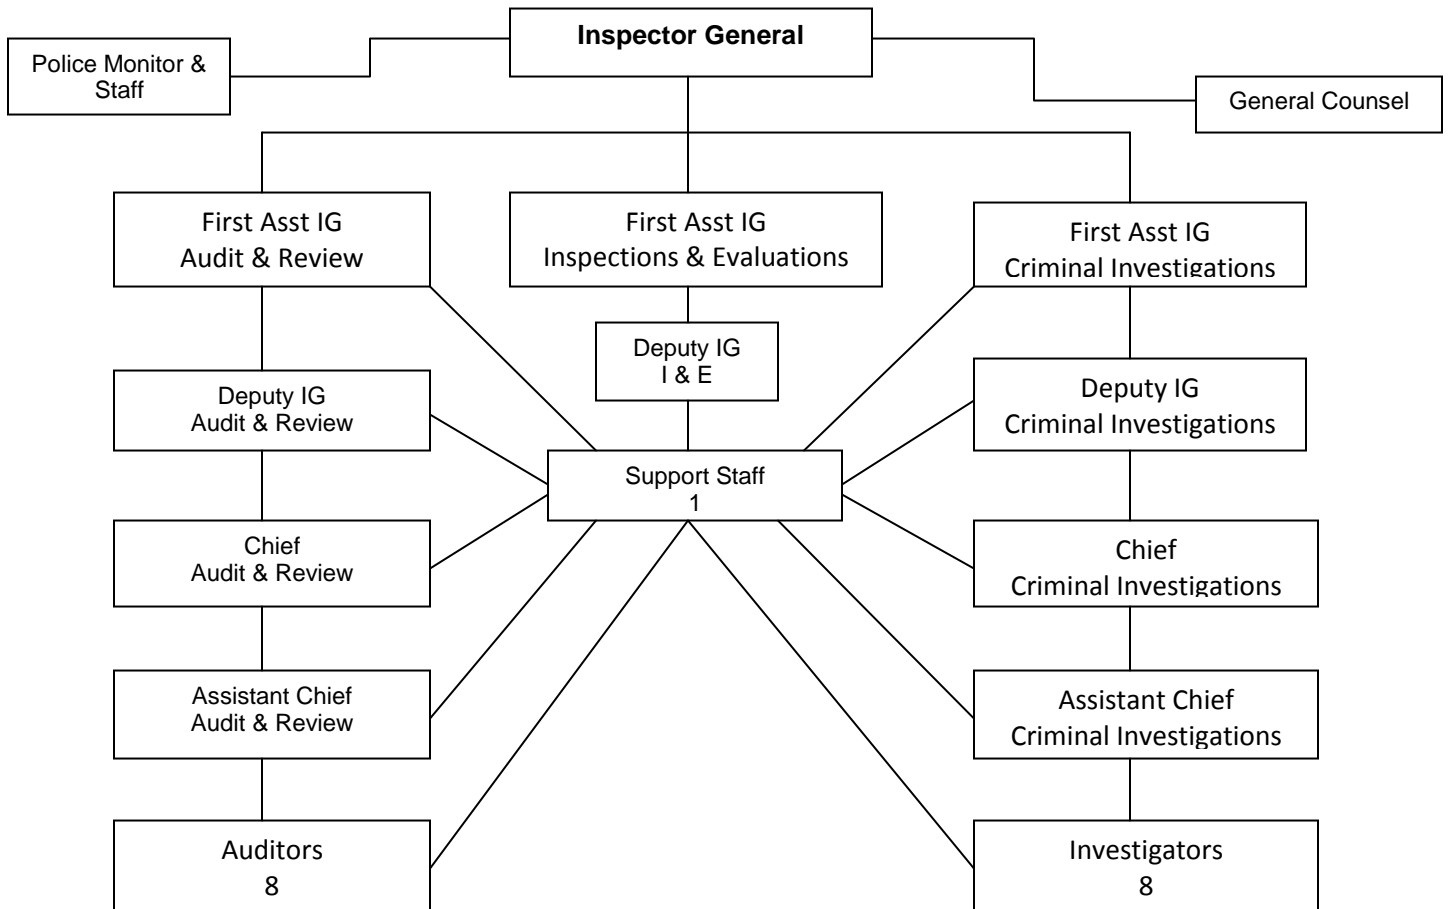 Inspector General
Police Monitor &
Staff
General Counsel
First Asst IG
Audit & Review
First Asst IG
Inspections & Evaluations
First Asst IG
Criminal Investigations
Deputy IG
I & E
Deputy IG
Audit & Review
Deputy IG
Criminal Investigations
Support Staff
1
Chief
Audit & Review
Chief
Criminal Investigations
Assistant Chief
Audit & Review
Assistant Chief
Criminal Investigations
Auditors
8
Investigators
8